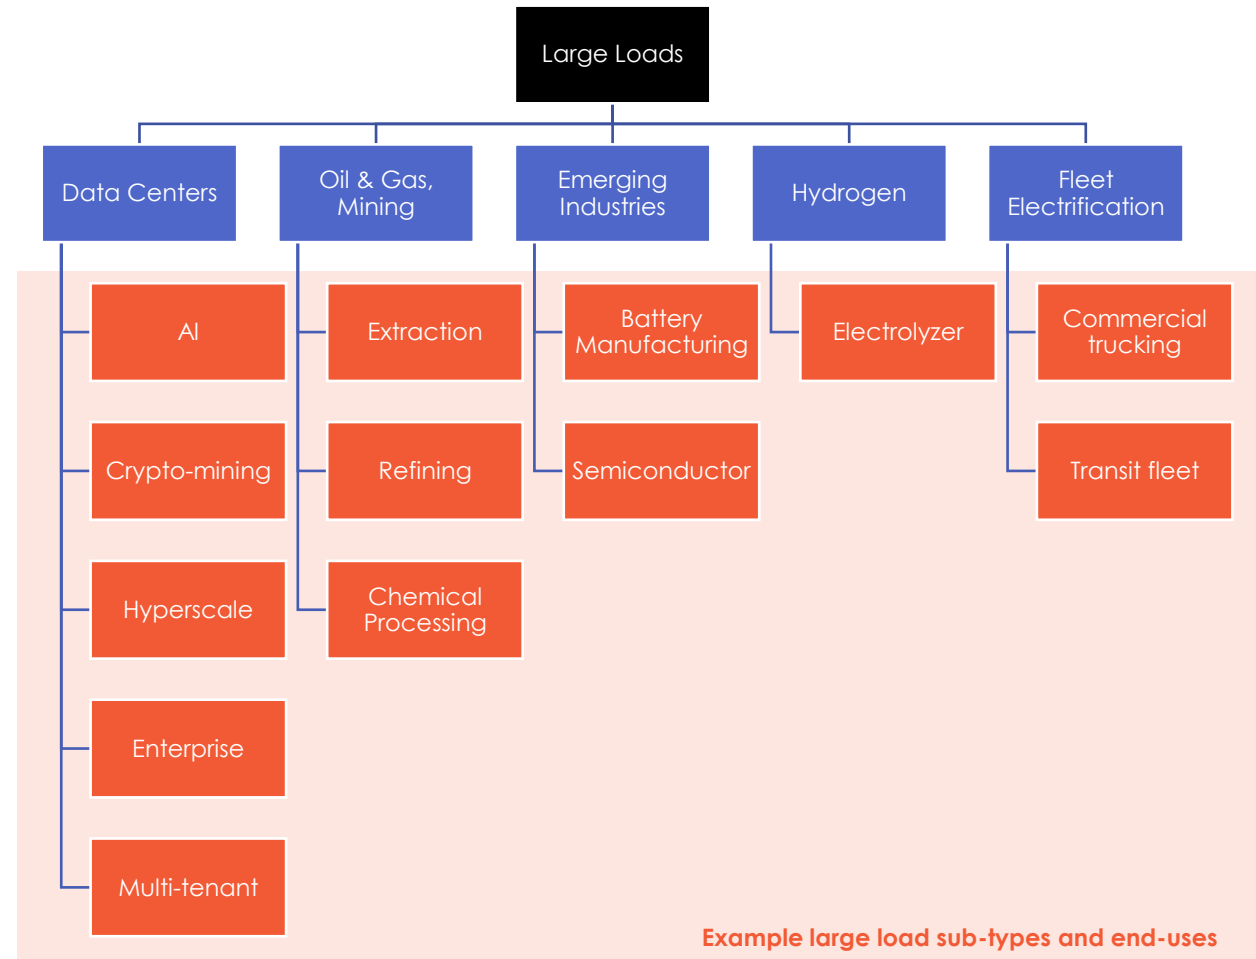 Large Loads
Data Centers
Oil & Gas,
Mining
Emerging
Industries
Hydrogen
Fleet
Electrification
AI
Crypto-mining
Hyperscale
Enterprise
Multi-tenant
Extraction
Refining
Chemical
Processing
Battery
Manufacturing
Semiconductor
Electrolyzer
Commercial
trucking
Transit fleet
Example large load sub-types and end-uses